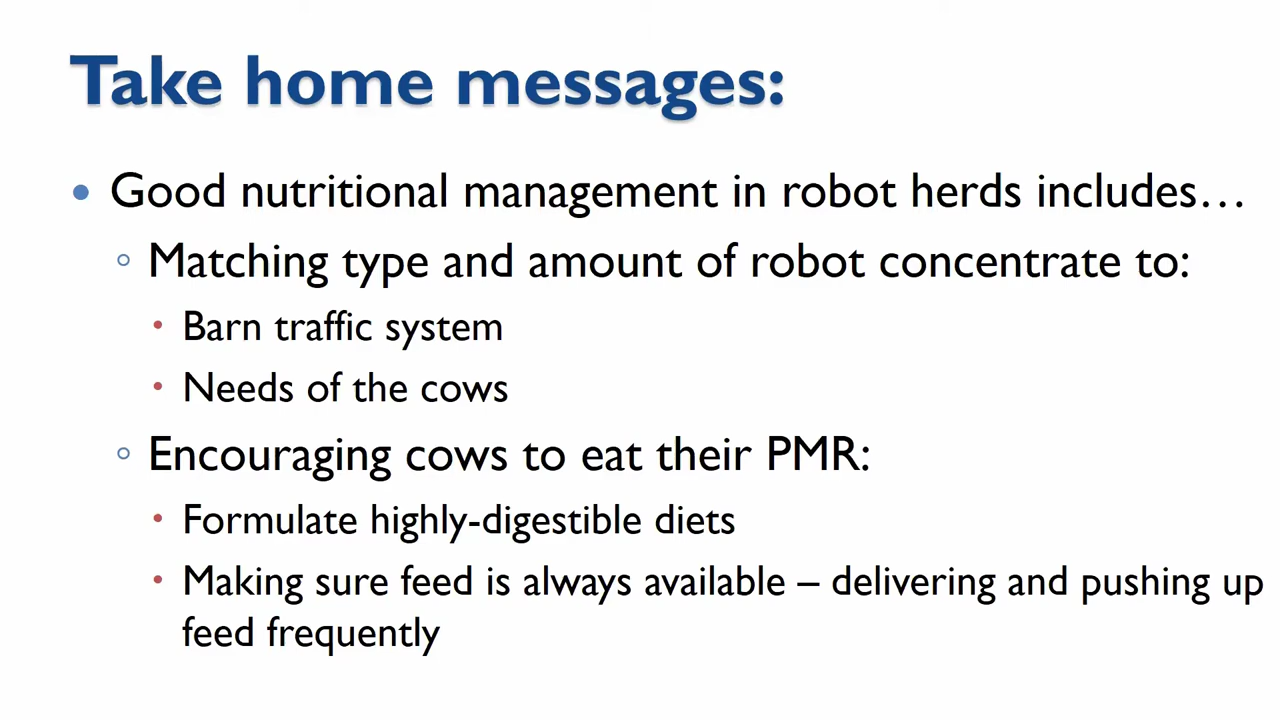 Take home messages:
• Good nutritional management in robot herds includes…
◦ Matching type and amount of robot concentrate to:
• Barn traffic system
• Needs of the cows
◦ Encouraging cows to eat their PMR:
• Formulate highly-digestible diets
• Making sure feed is always available – delivering and pushing up
feed frequently